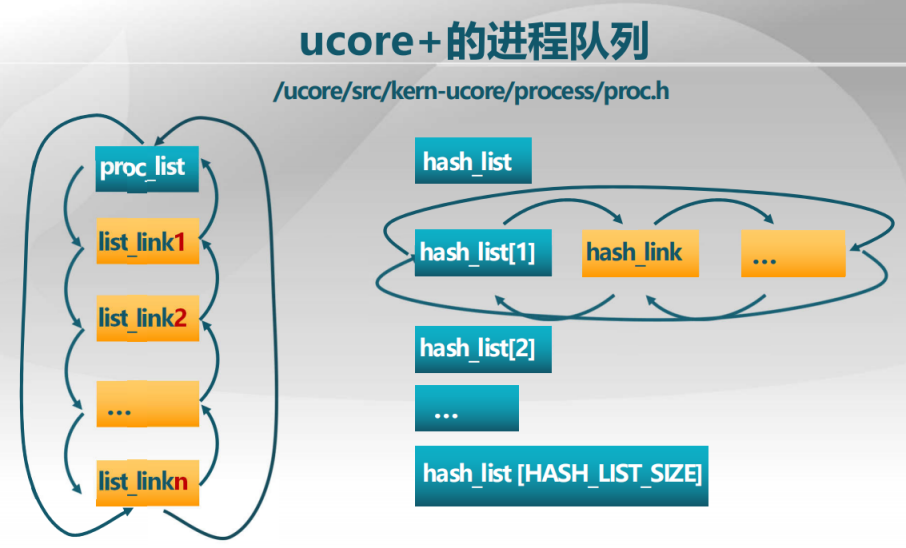 ucore+的进程队列
/ucore/src/kern-ucore/process/proc.h
proc_list
list_link1
list_link2
...
list_linkn
hash_list
hash_list[1]
hash_link
...
hash_list[2]
...
hash_list [HASH_LIST_SIZE]